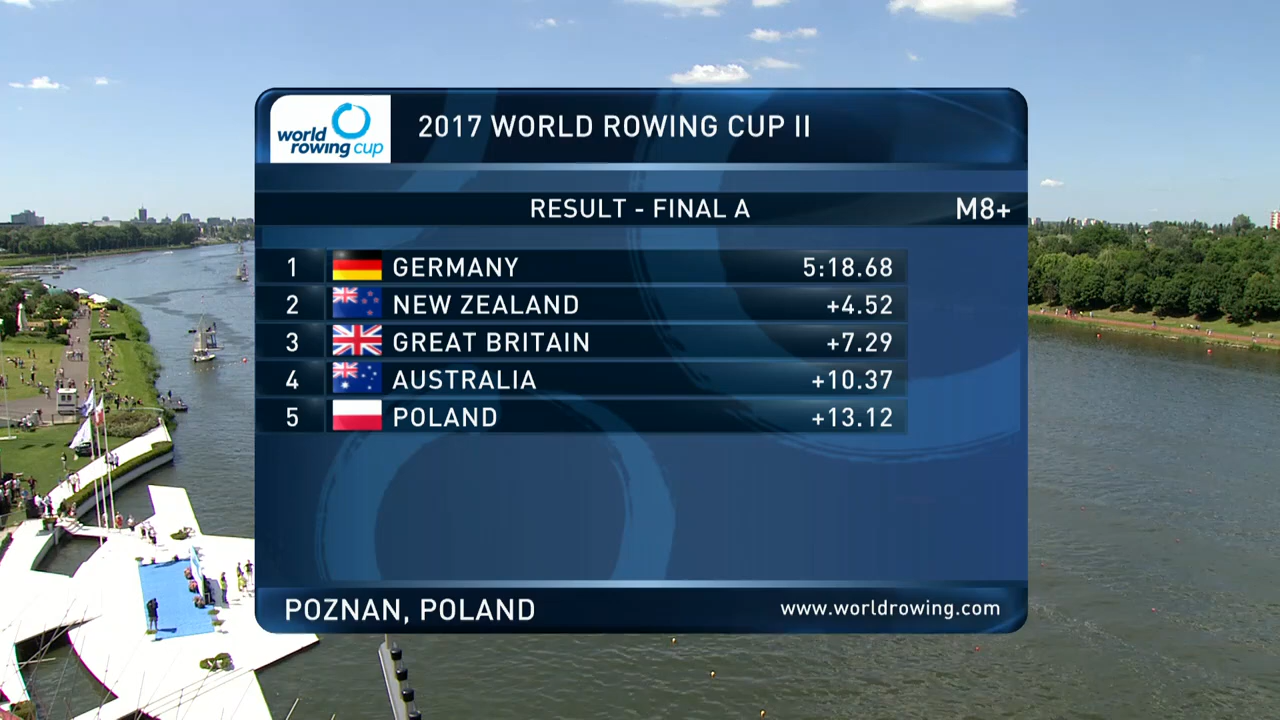 world
rowing cup
2017 WORLD ROWING CUP II
RESULT - FINAL A M8+
1 GERMANY 5:18.68
2 NEW ZEALAND +4.52
3 GREAT BRITAIN +7.29
4 AUSTRALIA +10.37
5 POLAND +13.12
POZNAN, POLAND www.worldrowing.com